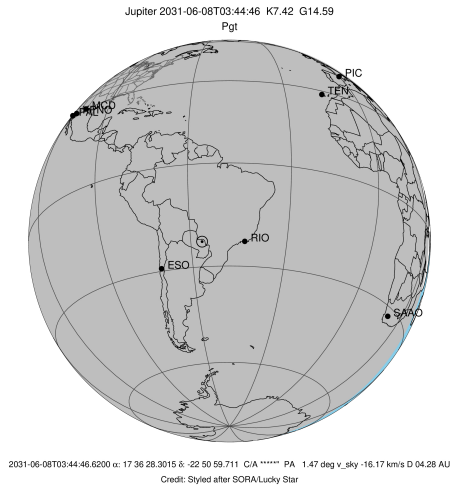 Jupiter 2031-06-08T03:44:46 K7.42 G14.59
Pgt
PIC
TEN
MCD
RIO
ESO
SAAO
2031-06-08T03:44:46.6200 α: 17 36 28.3015 δ: -22 50 59.711 C/A *****" PA 1.47 deg v_sky -16.17 km/s D 04.28 AU
Credit: Styled after SORA/Lucky Star